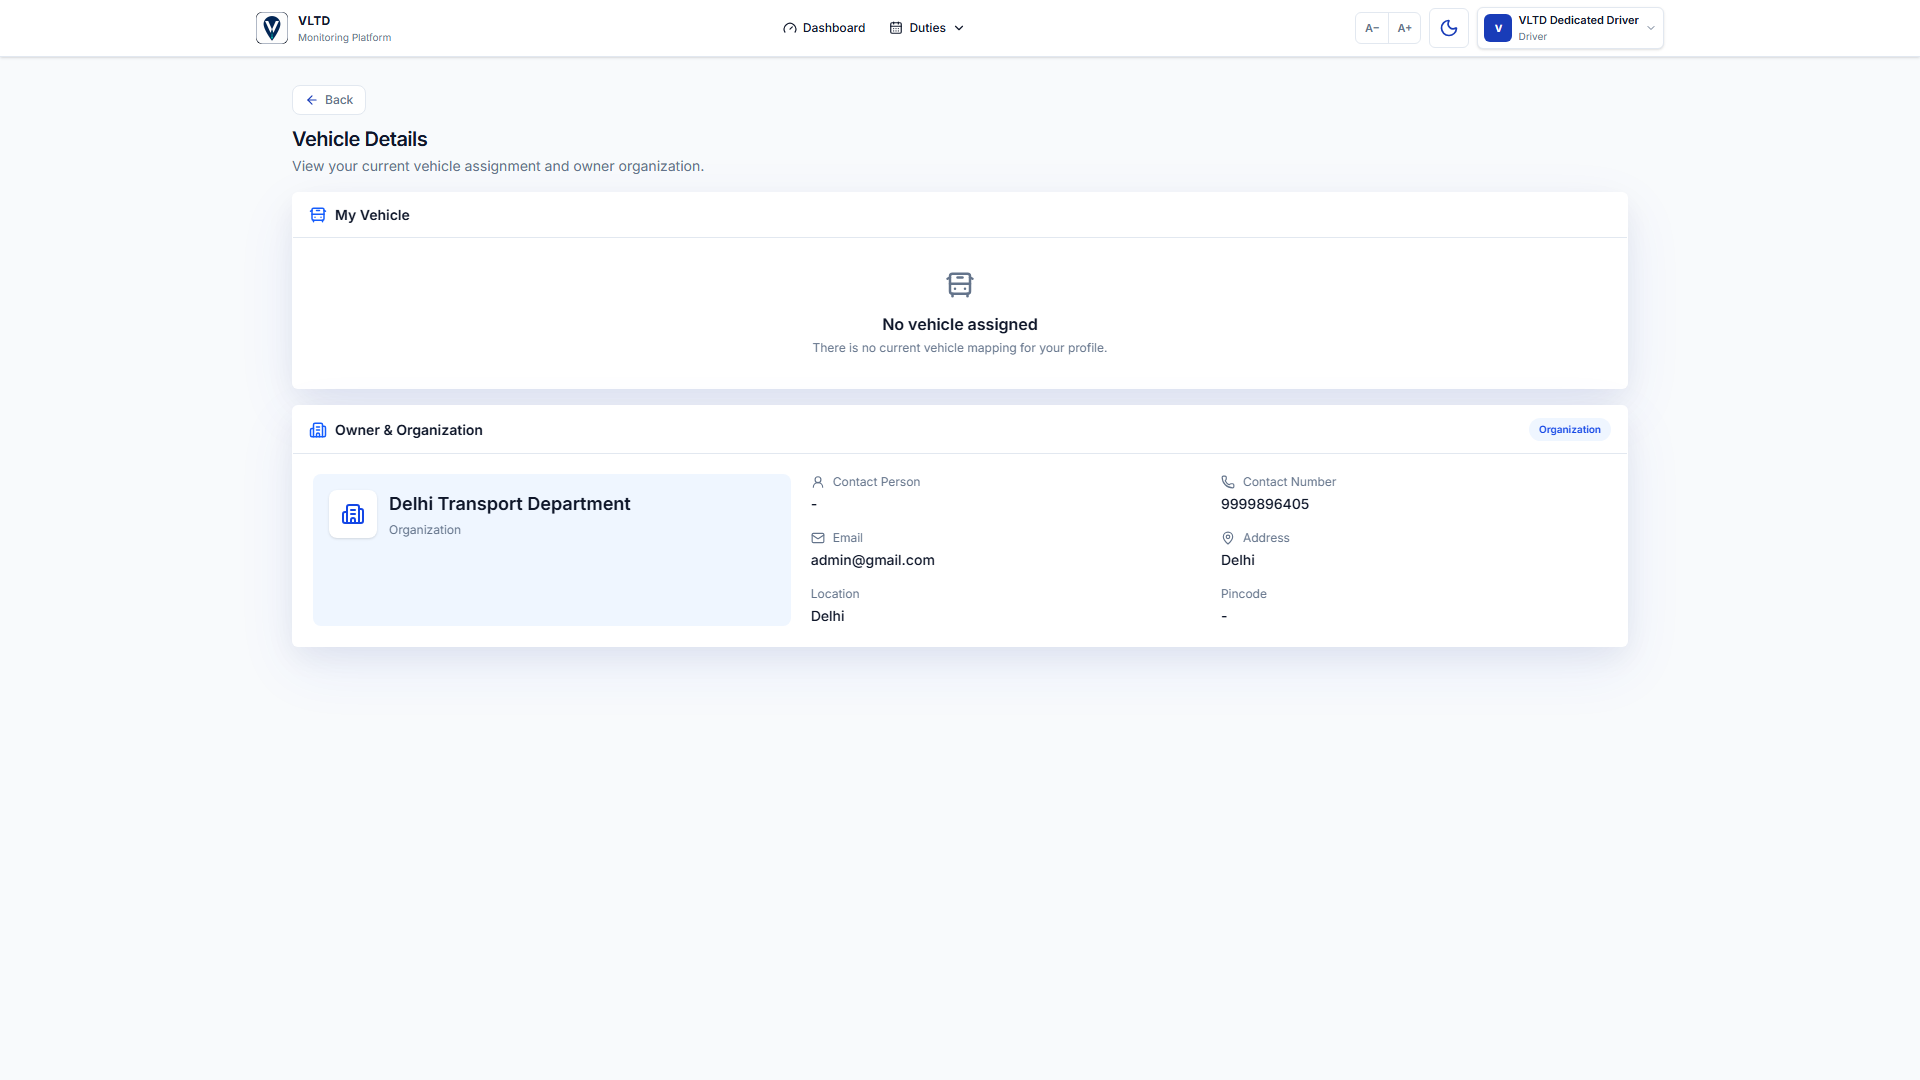 VLTD
Monitoring Platform
Dashboard
Duties
A−
A+
V
VLTD Dedicated Driver
Driver
Back
Vehicle Details
View your current vehicle assignment and owner organization.
My Vehicle
No vehicle assigned
There is no current vehicle mapping for your profile.
Owner & Organization
Organization
Delhi Transport Department
Organization
Contact Person
-
Contact Number
9999896405
Email
admin@gmail.com
Address
Delhi
Location
Delhi
Pincode
-